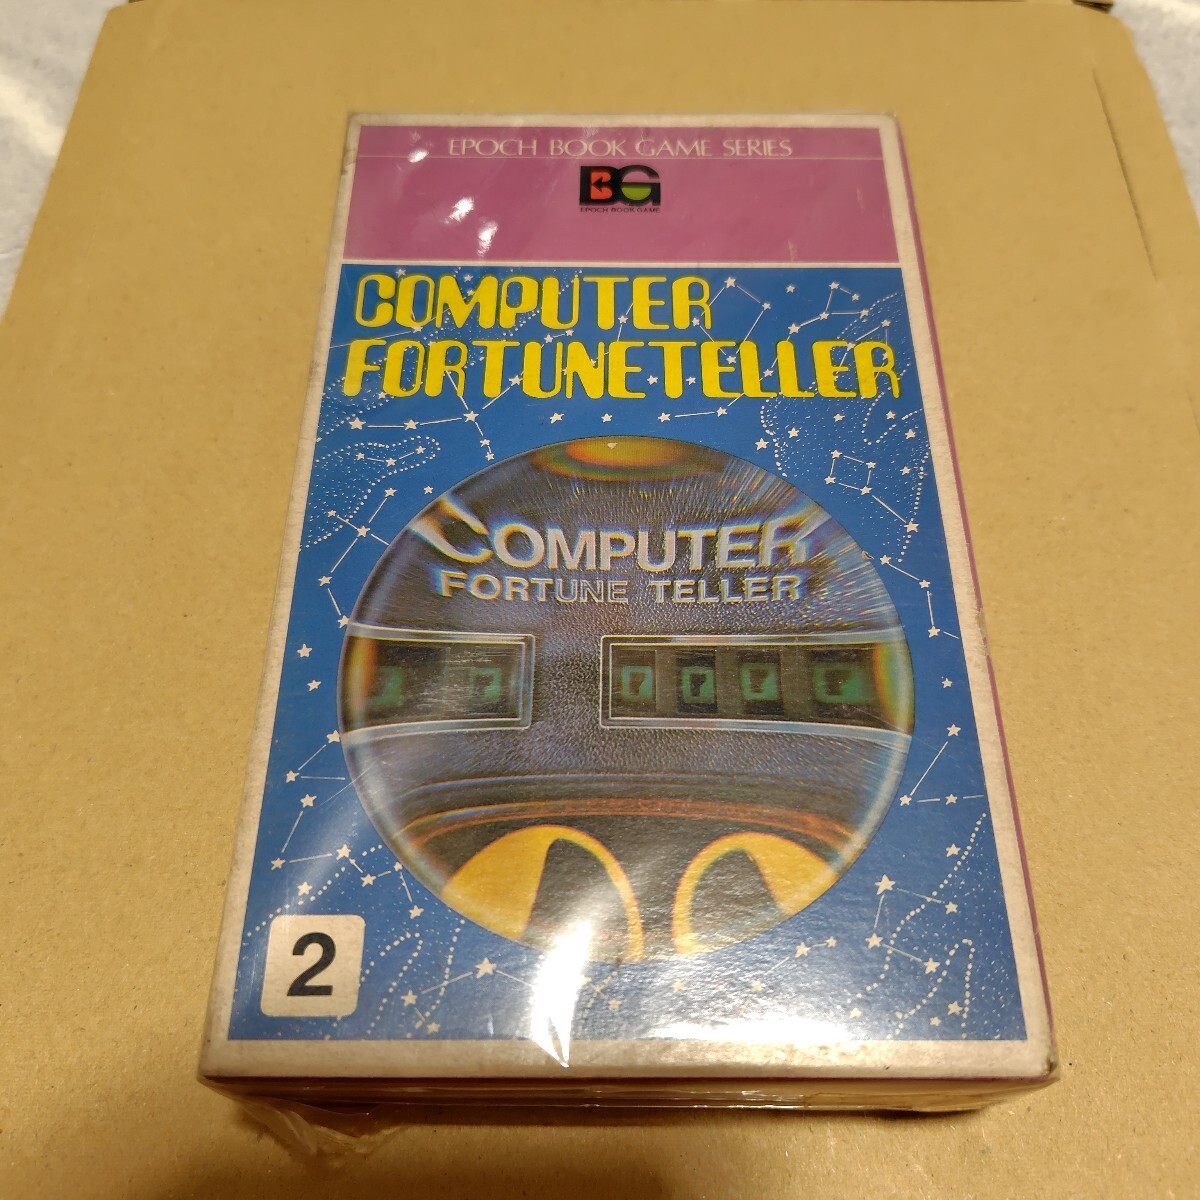 EPOCH BOOK GAME SERIES
BG
EPOCH BOOK GAME
COMPUTER
FORTUNETELLER
COMPUTER
FORTUNE TELLER
2